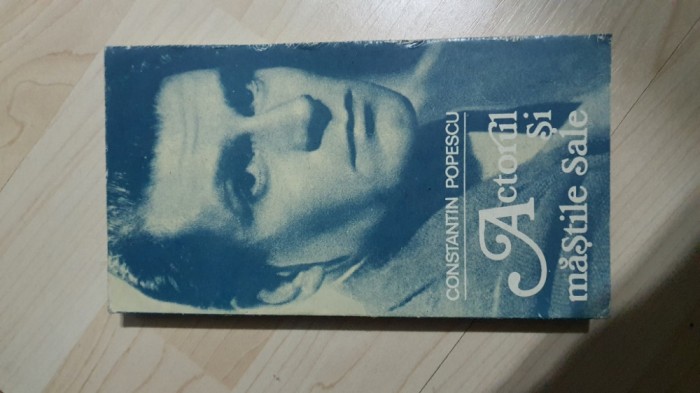 CONSTANTIN POPESCU
Actorul
și
măștile sale